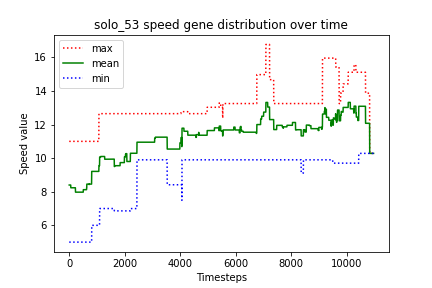 solo_53 speed gene distribution over time
max
mean
min
Speed value
16
14
12
10
8
6
0 2000 4000 6000 8000 10000
Timesteps